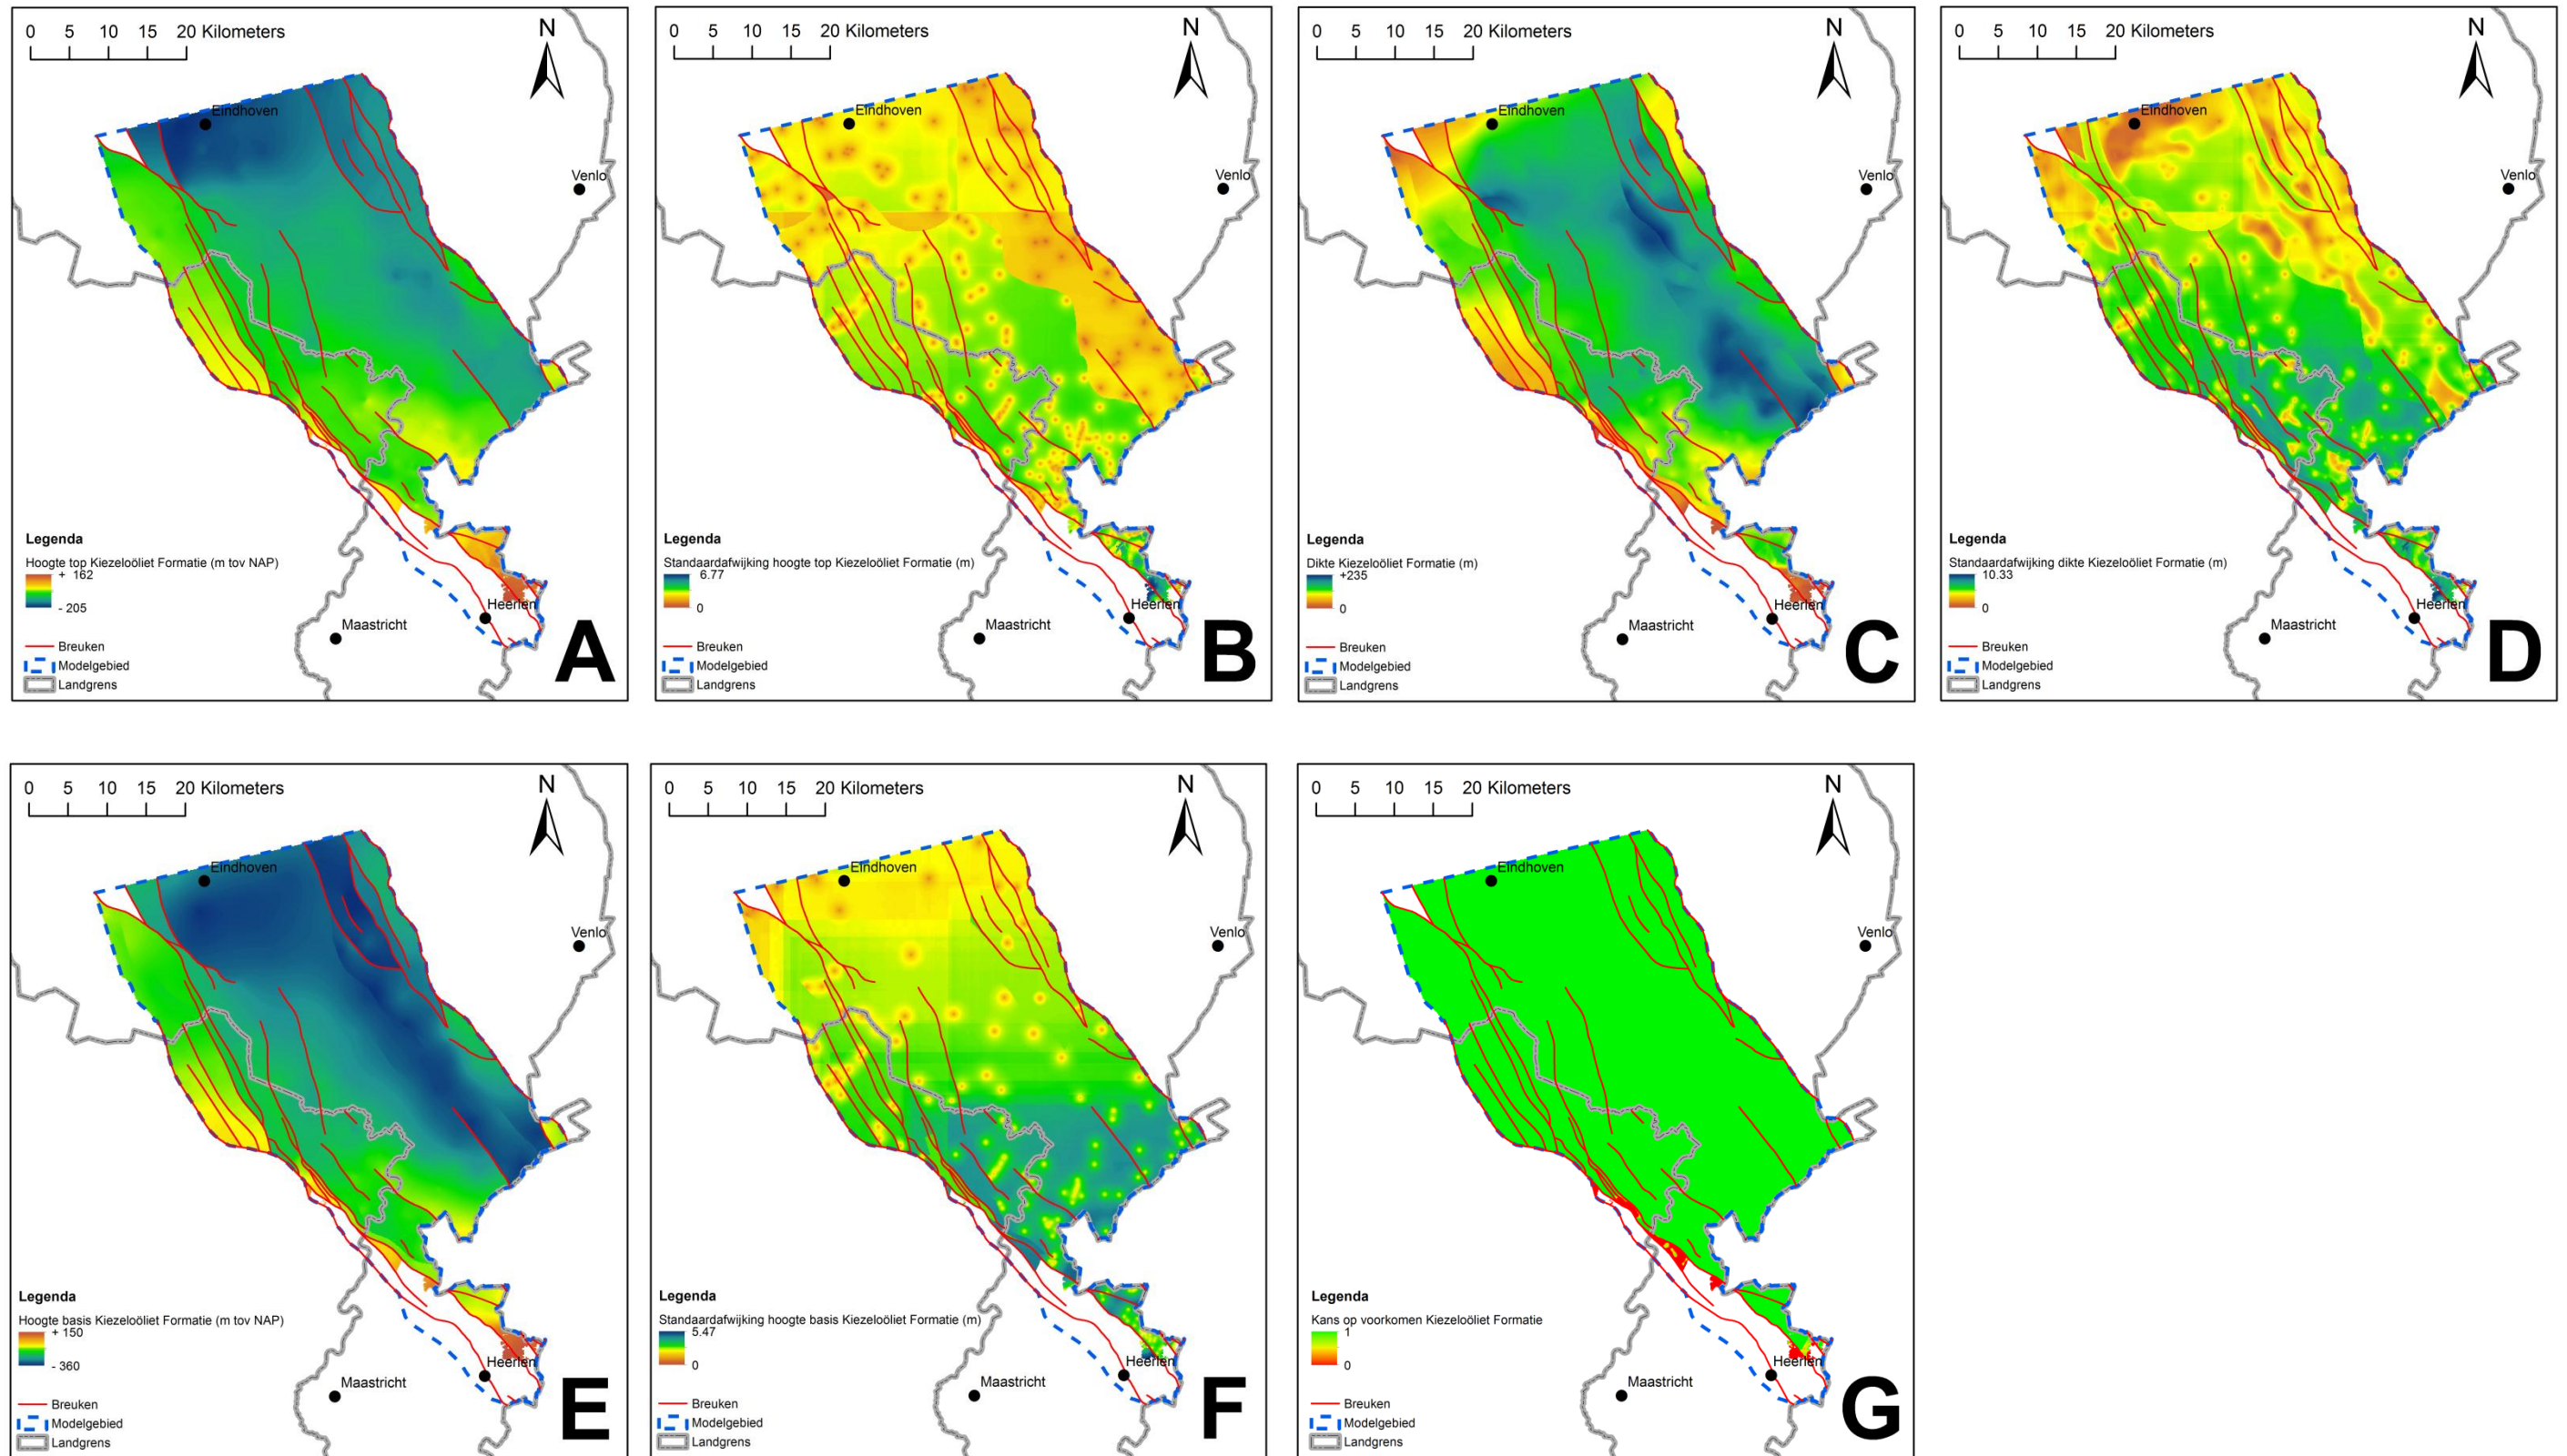 0 5 10 15 20 Kilometers
N
Eindhoven
Venlo
Legenda
Hoogte top Kiezeloöliet Formatie (m tov NAP)
+ 162
- 205
Heerlen
Maastricht
Breuken
Modelgebied
Landgrens
A
0 5 10 15 20 Kilometers
N
Eindhoven
Venlo
Legenda
Standaardafwijking hoogte top Kiezeloöliet Formatie (m)
6.77
0
Heerlen
Maastricht
Breuken
Modelgebied
Landgrens
B
0 5 10 15 20 Kilometers
N
Eindhoven
Venlo
Legenda
Dikte Kiezeloöliet Formatie (m)
+235
0
Heerlen
Maastricht
Breuken
Modelgebied
Landgrens
C
0 5 10 15 20 Kilometers
N
Eindhoven
Venlo
Legenda
Standaardafwijking dikte Kiezeloöliet Formatie (m)
10.33
0
Heerlen
Maastricht
Breuken
Modelgebied
Landgrens
D
0 5 10 15 20 Kilometers
N
Eindhoven
Venlo
Legenda
Hoogte basis Kiezeloöliet Formatie (m tov NAP)
+ 150
- 360
Heerlen
Maastricht
Breuken
Modelgebied
Landgrens
E
0 5 10 15 20 Kilometers
N
Eindhoven
Venlo
Legenda
Standaardafwijking hoogte basis Kiezeloöliet Formatie (m)
5.47
0
Heerlen
Maastricht
Breuken
Modelgebied
Landgrens
F
0 5 10 15 20 Kilometers
N
Eindhoven
Venlo
Legenda
Kans op voorkomen Kiezeloöliet Formatie
1
0
Heerlen
Maastricht
Breuken
Modelgebied
Landgrens
G